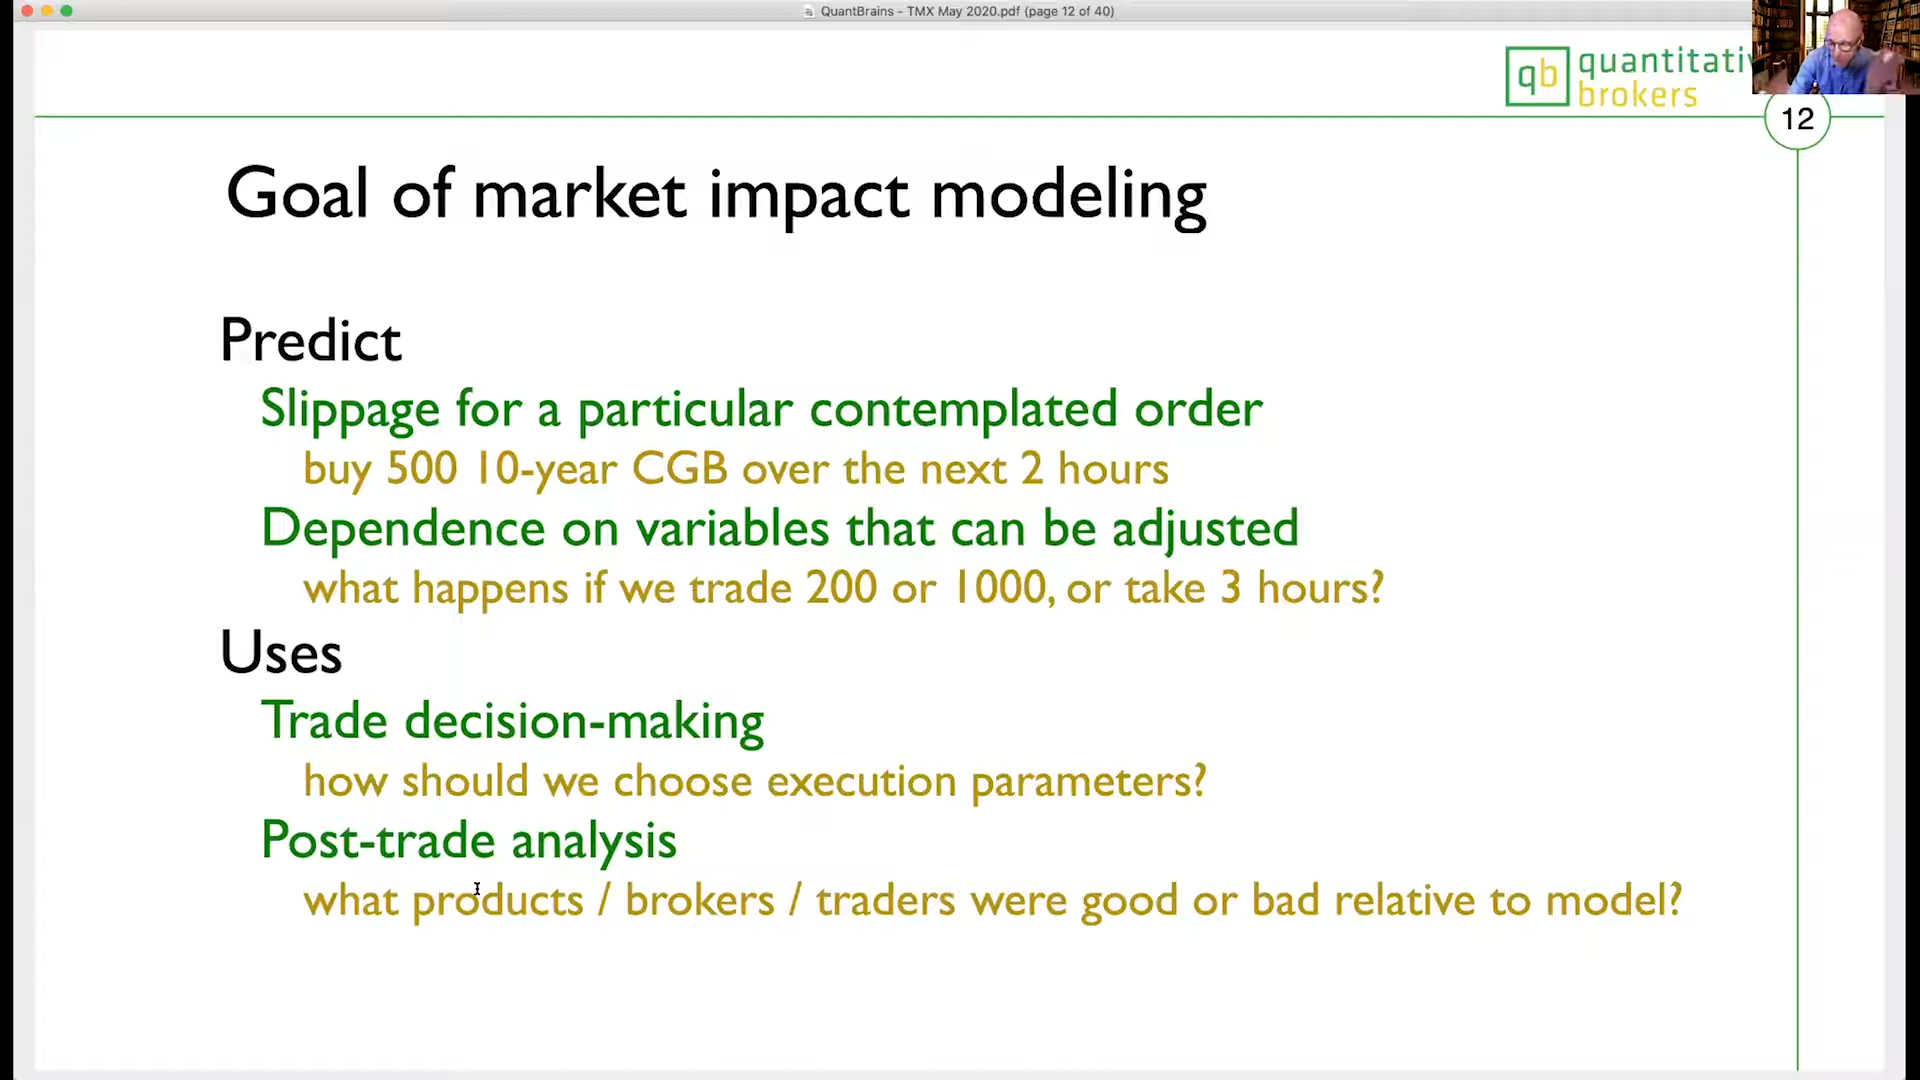 QuantBrains - TMX May 2020.pdf (page 12 of 40)
qb quantitati
brokers
12
Goal of market impact modeling
Predict
Slippage for a particular contemplated order
buy 500 10-year CGB over the next 2 hours
Dependence on variables that can be adjusted
what happens if we trade 200 or 1000, or take 3 hours?
Uses
Trade decision-making
how should we choose execution parameters?
Post-trade analysis
what products / brokers / traders were good or bad relative to model?